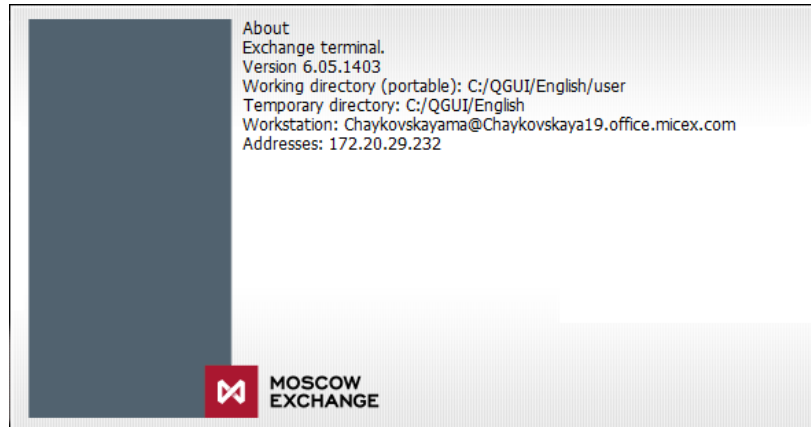 About
Exchange terminal.
Version 6.05.1403
Working directory (portable): C:/QGUI/English/user
Temporary directory: C:/QGUI/English
Workstation: Chaykovskayama@Chaykovskaya19.office.micex.com
Addresses: 172.20.29.232
MOSCOW
EXCHANGE